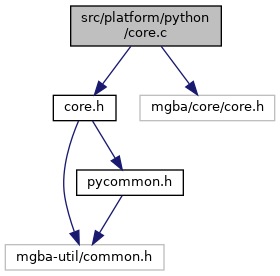 src/platform/python
/core.c
core.h
mgba/core/core.h
pycommon.h
mgba-util/common.h